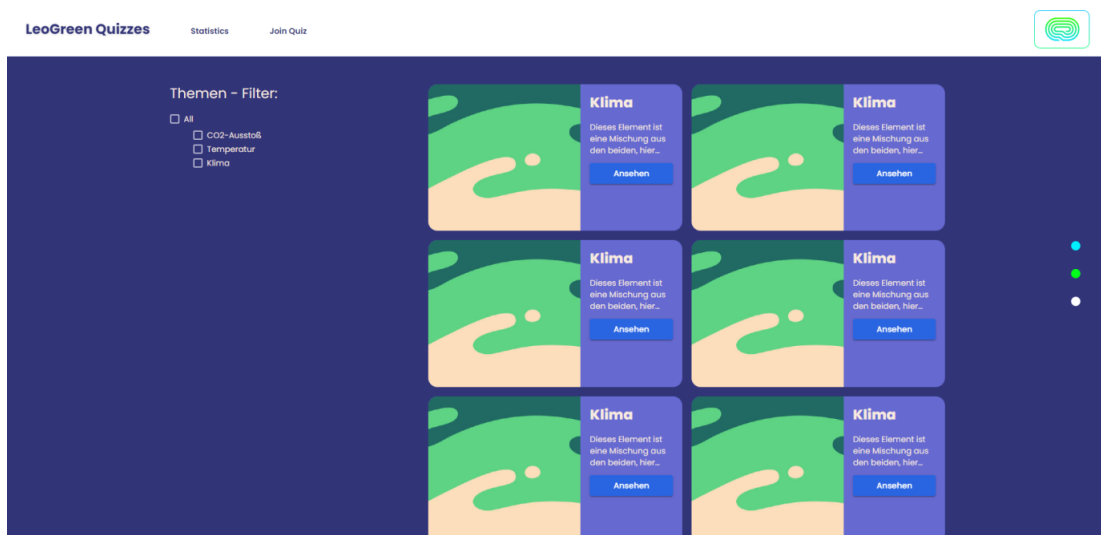 LeoGreen Quizzes
Statistics
Join Quiz
Themen - Filter:
All
CO2-Ausstoß
Temperatur
Klima
Klima
Dieses Element ist
eine Mischung aus
den beiden, hier...
Ansehen
Klima
Dieses Element ist
eine Mischung aus
den beiden, hier...
Ansehen
Klima
Dieses Element ist
eine Mischung aus
den beiden, hier...
Ansehen
Klima
Dieses Element ist
eine Mischung aus
den beiden, hier...
Ansehen
Klima
Dieses Element ist
eine Mischung aus
den beiden, hier...
Ansehen
Klima
Dieses Element ist
eine Mischung aus
den beiden, hier...
Ansehen